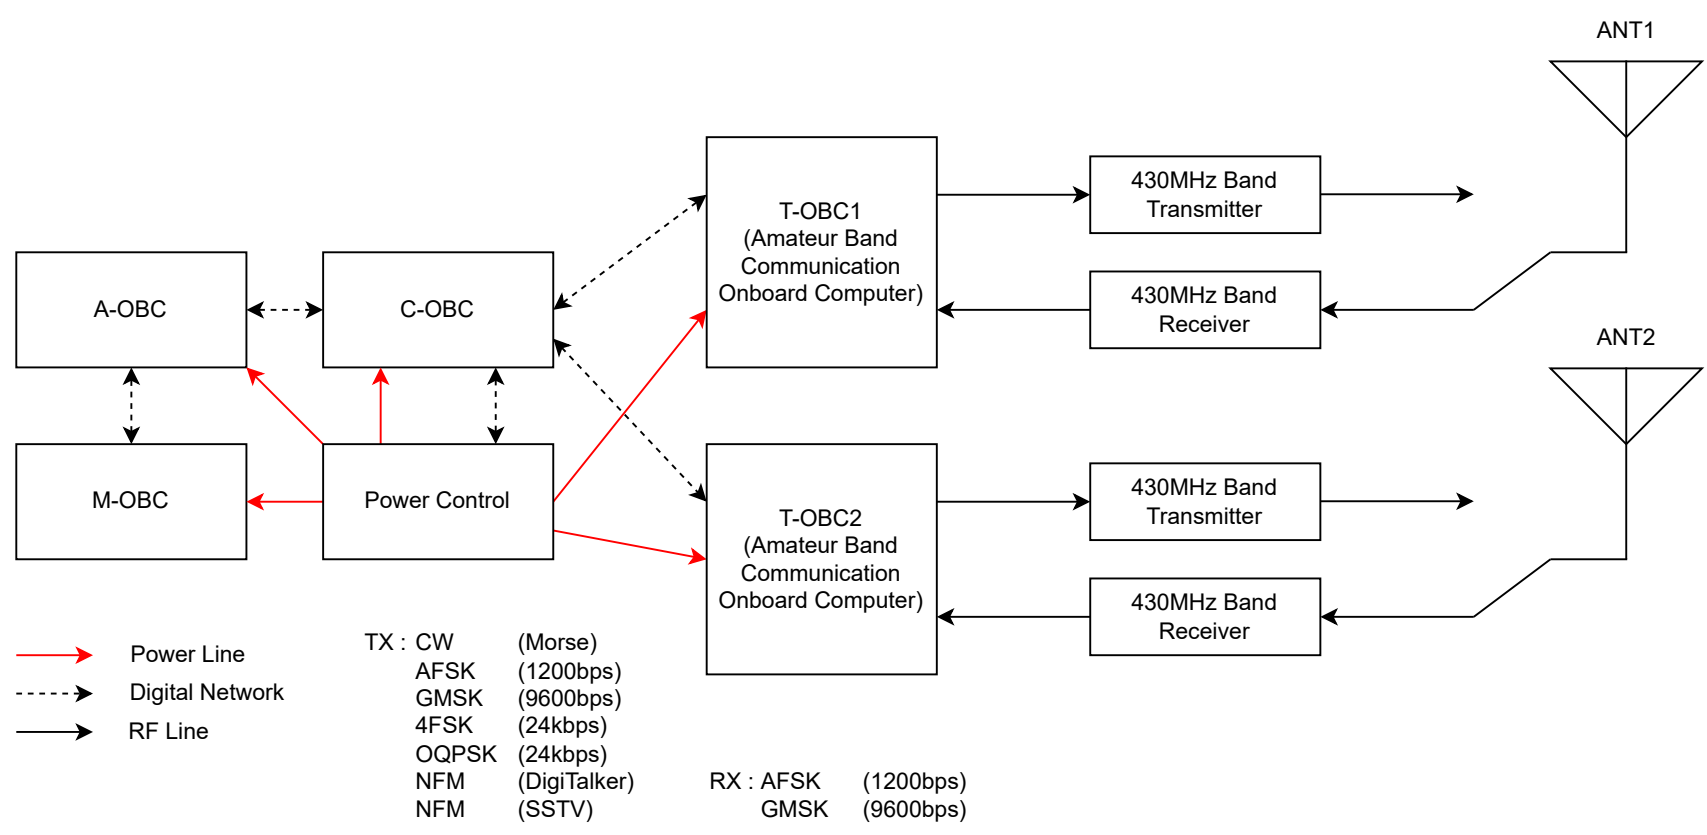 ANT1
430MHz Band
Transmitter
T-OBC1
(Amateur Band
Communication
Onboard Computer)
430MHz Band
Receiver
A-OBC
C-OBC
ANT2
M-OBC
Power Control
430MHz Band
Transmitter
T-OBC2
(Amateur Band
Communication
Onboard Computer)
430MHz Band
Receiver
Power Line
Digital Network
RF Line
TX : CW (Morse)
AFSK (1200bps)
GMSK (9600bps)
4FSK (24kbps)
OQPSK (24kbps)
NFM (DigiTalker)
NFM (SSTV)
RX : AFSK (1200bps)
GMSK (9600bps)